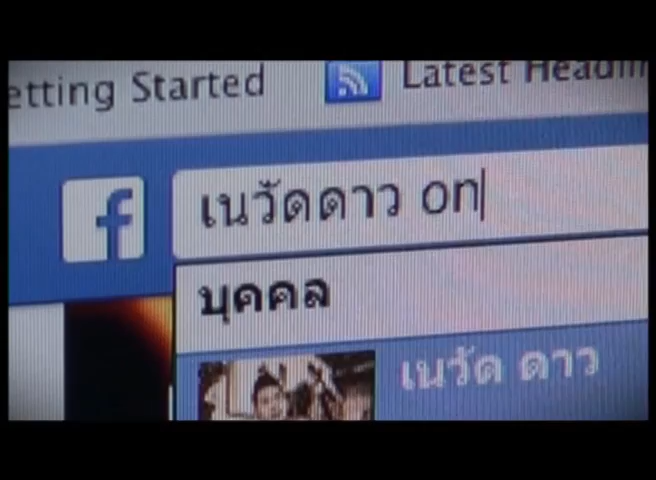 etting Started
Latest Headlin
f
เนวัดดาว on
บุคคล
เนวัด ดาว